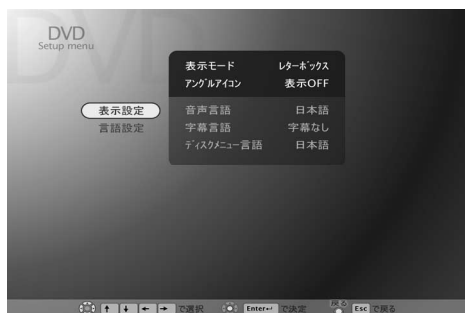 DVD
Setup menu
表示モード レターボックス
アングルアイコン 表示OFF
表示設定
言語設定
音声言語 日本語
字幕言語 字幕なし
ディスクメニュー言語 日本語
↑ ↓ ← → で選択 Enter↵ で決定 戻る Esc で戻る